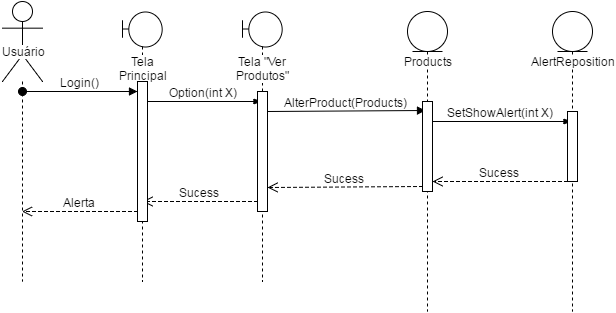 Usuário
Tela
Principal
Tela "Ver
Produtos"
Products
AlertReposition
Login()
Option(int X)
AlterProduct(Products)
SetShowAlert(int X)
Sucess
Sucess
Sucess
Alerta